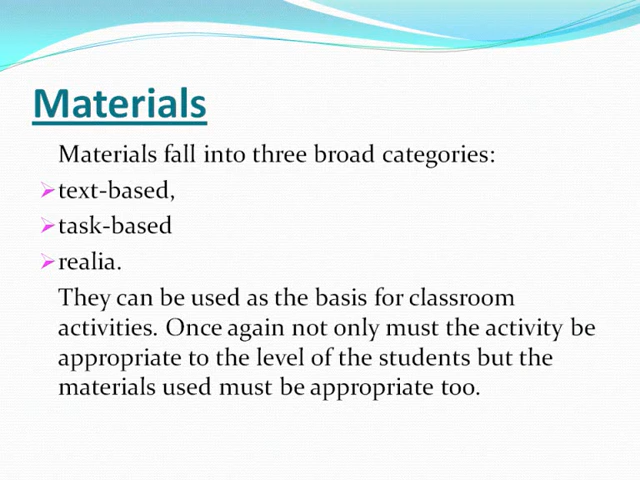 Materials
Materials fall into three broad categories:
text-based,
task-based
realia.
They can be used as the basis for classroom
activities. Once again not only must the activity be
appropriate to the level of the students but the
materials used must be appropriate too.